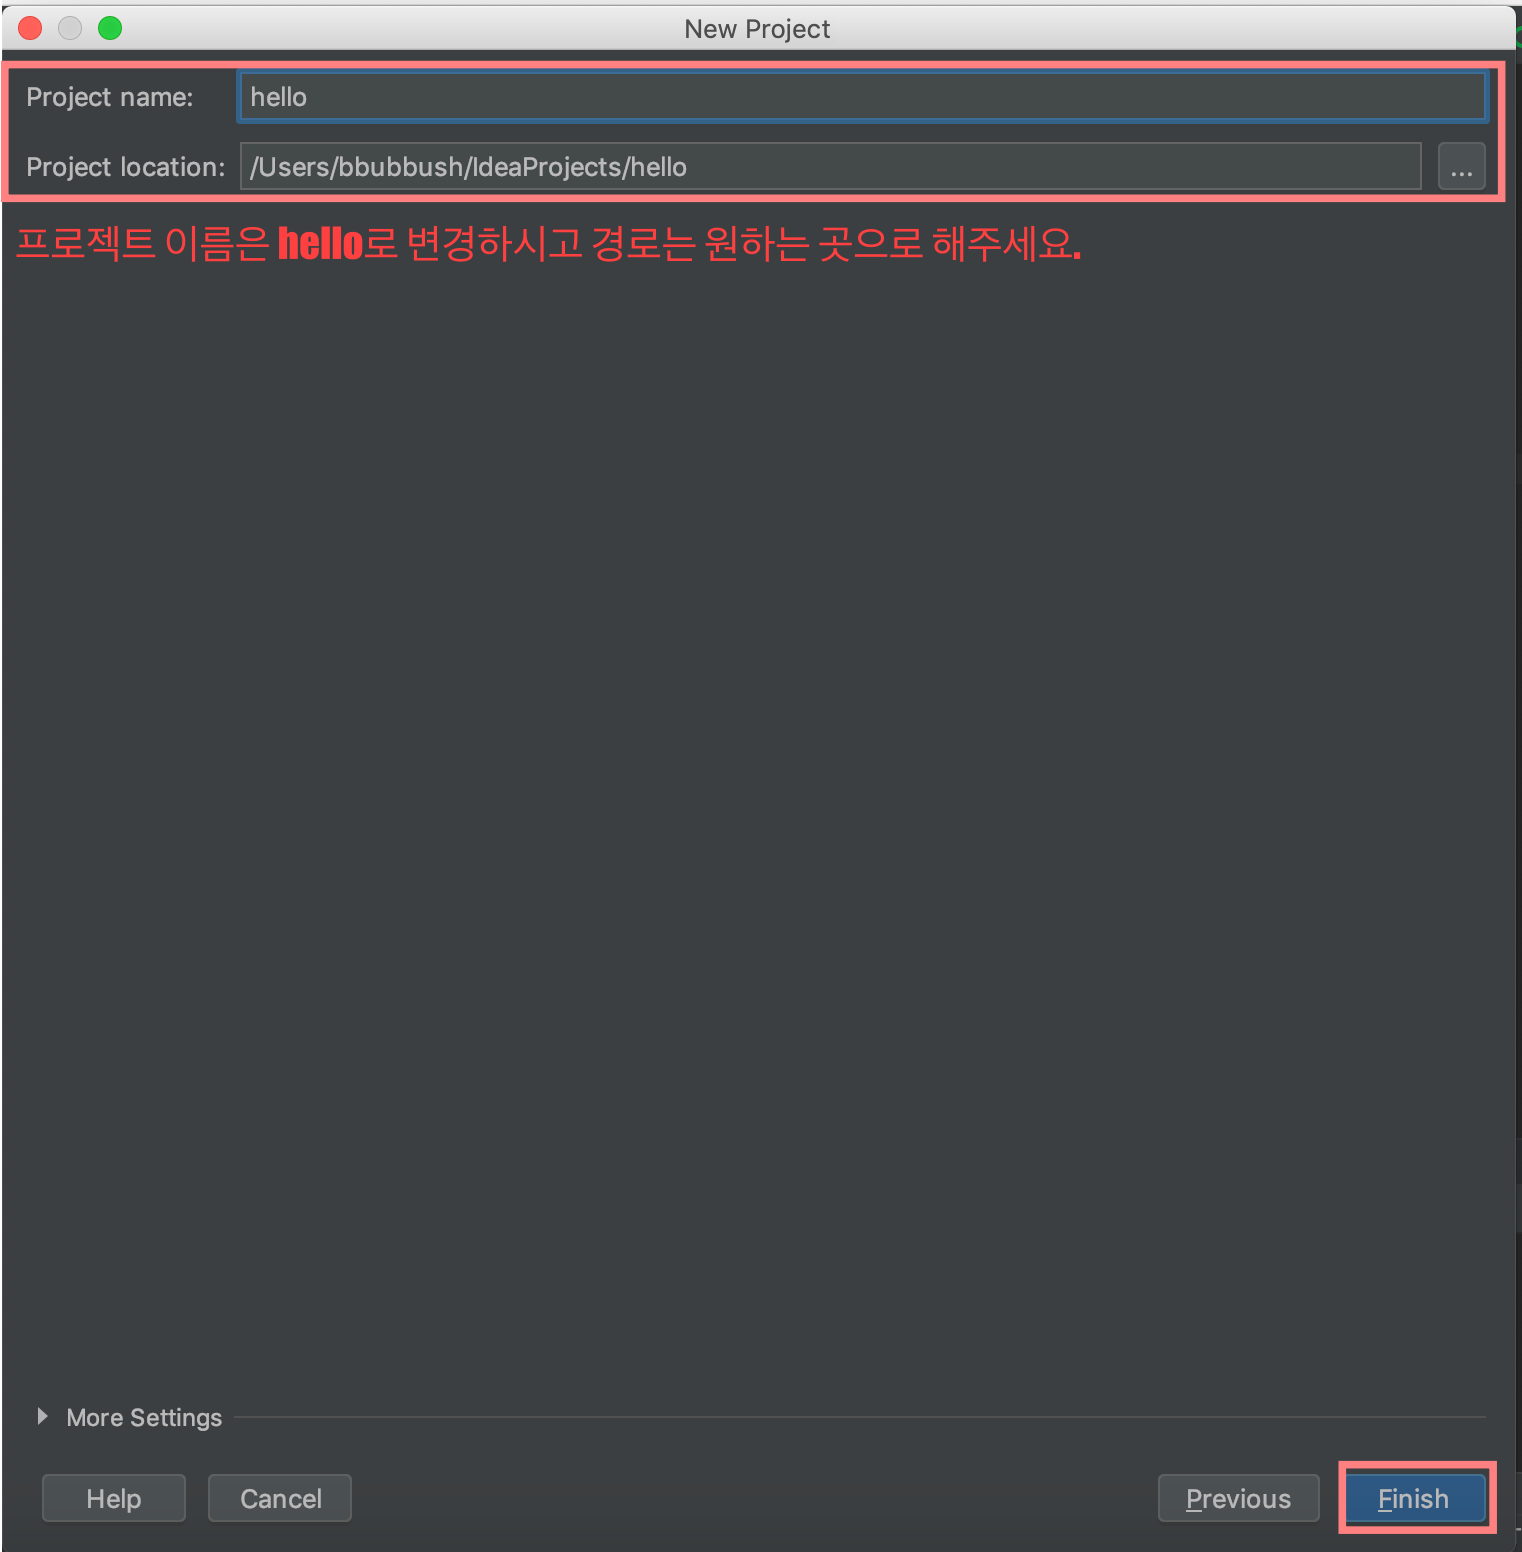 New Project
Project name: hello
Project location: /Users/bbubbush/IdeaProjects/hello ...
프로젝트 이름은 hello로 변경하시고 경로는 원하는 곳으로 해주세요.
More Settings
Help Cancel Previous Finish